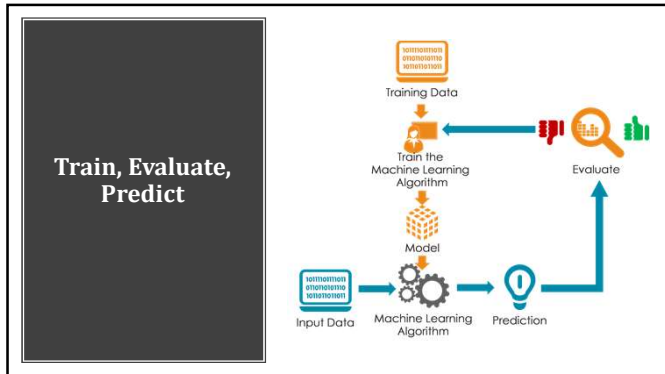 Train, Evaluate,
Predict
Training Data
Train the
Machine Learning
Algorithm
Evaluate
Model
Input Data
Machine Learning
Algorithm
Prediction